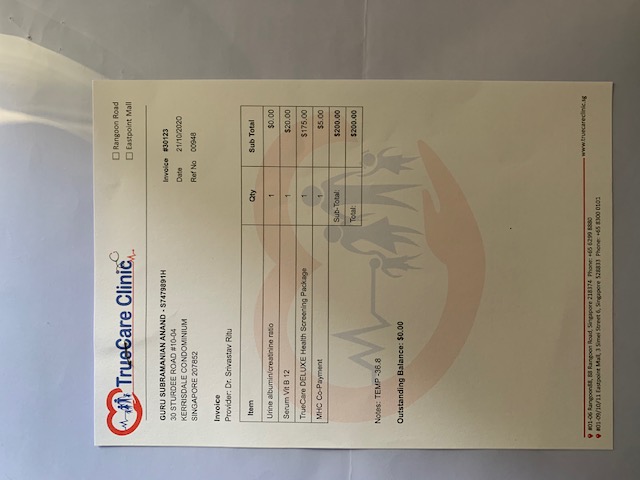 TrueCare Clinic
Rangoon Road
Eastpoint Mall
GURU SUBRAMANIAN ANAND - S7479891H
30 STURDEE ROAD #10-04
KERRISDALE CONDOMINIUM
SINGAPORE 207852
Invoice #30123
Date 21/10/2020
Ref No 00948
Invoice
Provider: Dr. Srivastav Ritu
Item Qty Sub Total
Urine albumin/creatinine ratio 1 $0.00
Serum Vit B 12 1 $20.00
TrueCare DELUXE Health Screening Package 1 $175.00
MHC Co-Payment 1 $5.00
Sub-Total: $200.00
Total: $200.00
Notes: TEMP -36.8
Outstanding Balance: $0.00
www.truecareclinic.sg
#01-06 Rangoon88, 88 Rangoon Road, Singapore 218374 Phone: +65 6299 8880
#01-09/10/11 Eastpoint Mall, 3 Simei Street 6, Singapore 528833 Phone: +65 8300 0101